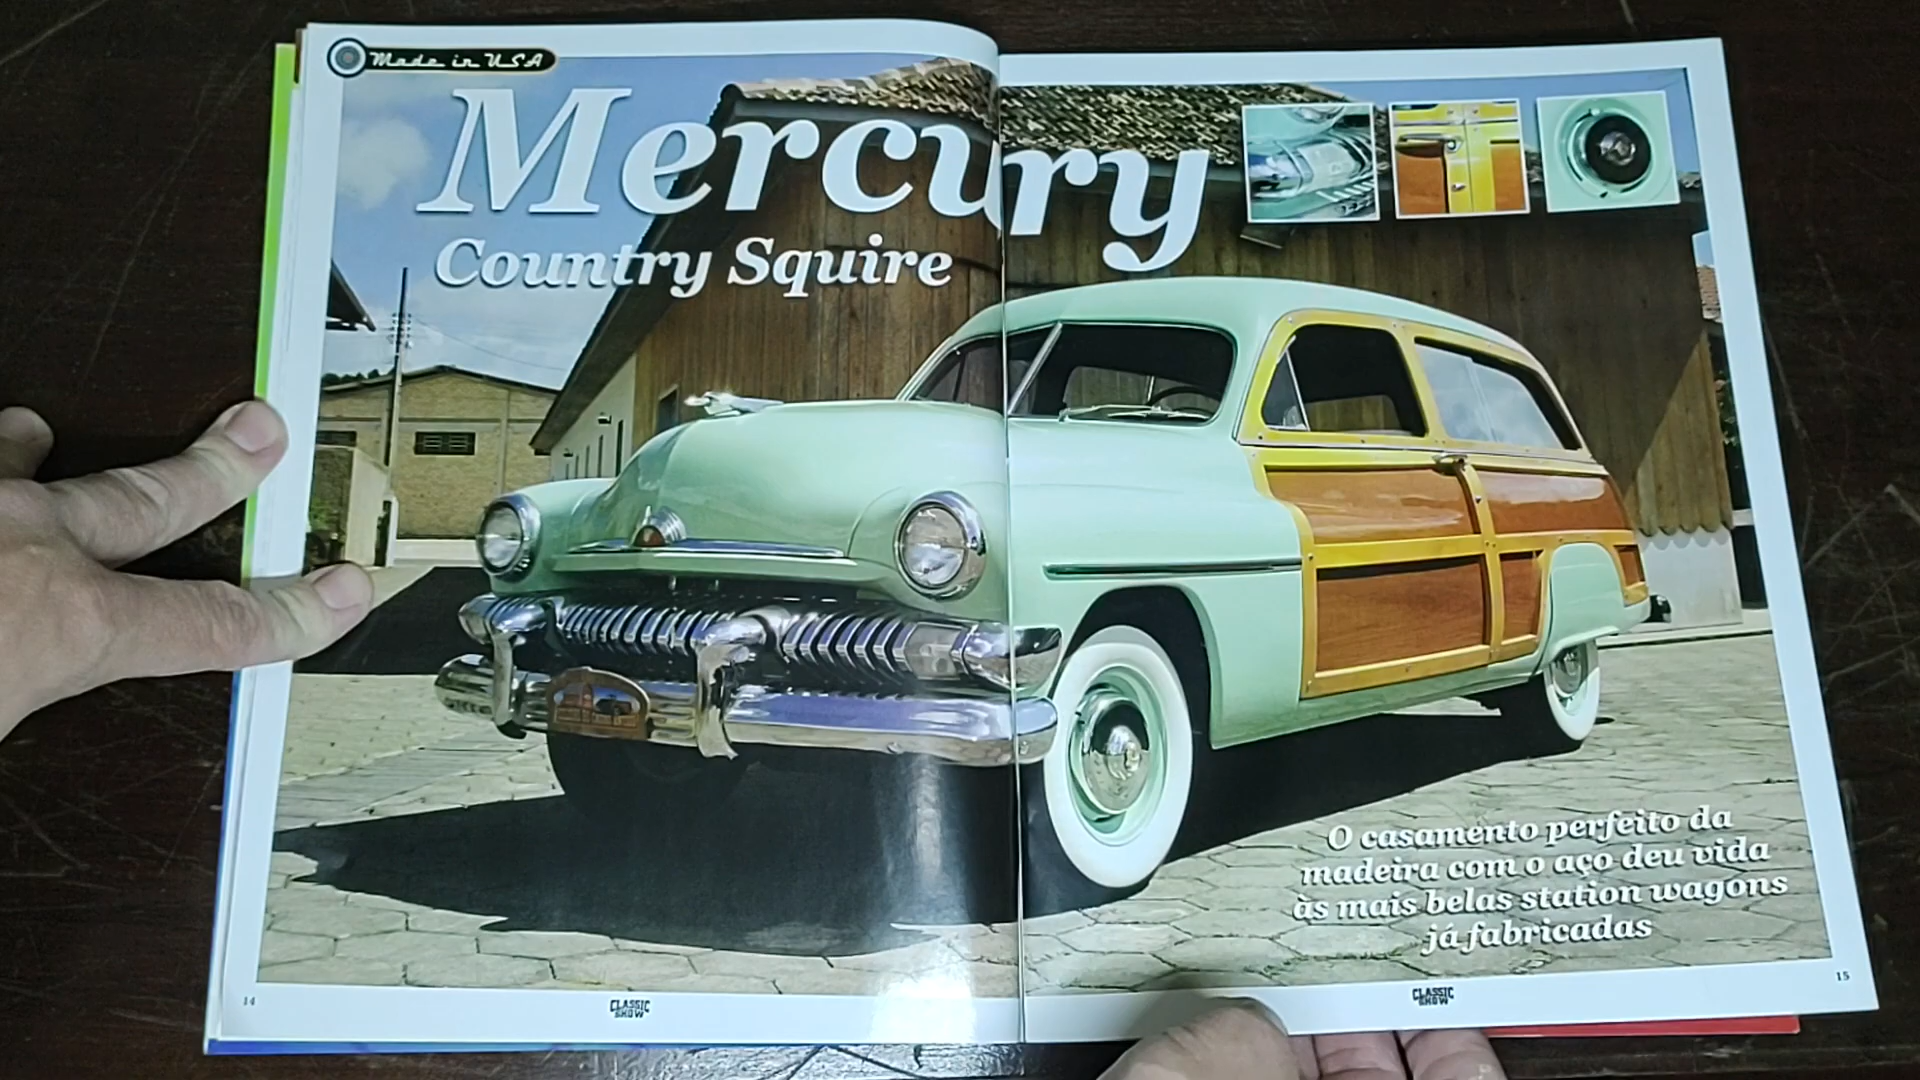 Made in USA
Mercury
Country Squire
O casamento perfeito da
madeira com o aço deu vida
às mais belas station wagons
já fabricadas
14
CLASSIC
SHOW
CLASSIC
SHOW
15